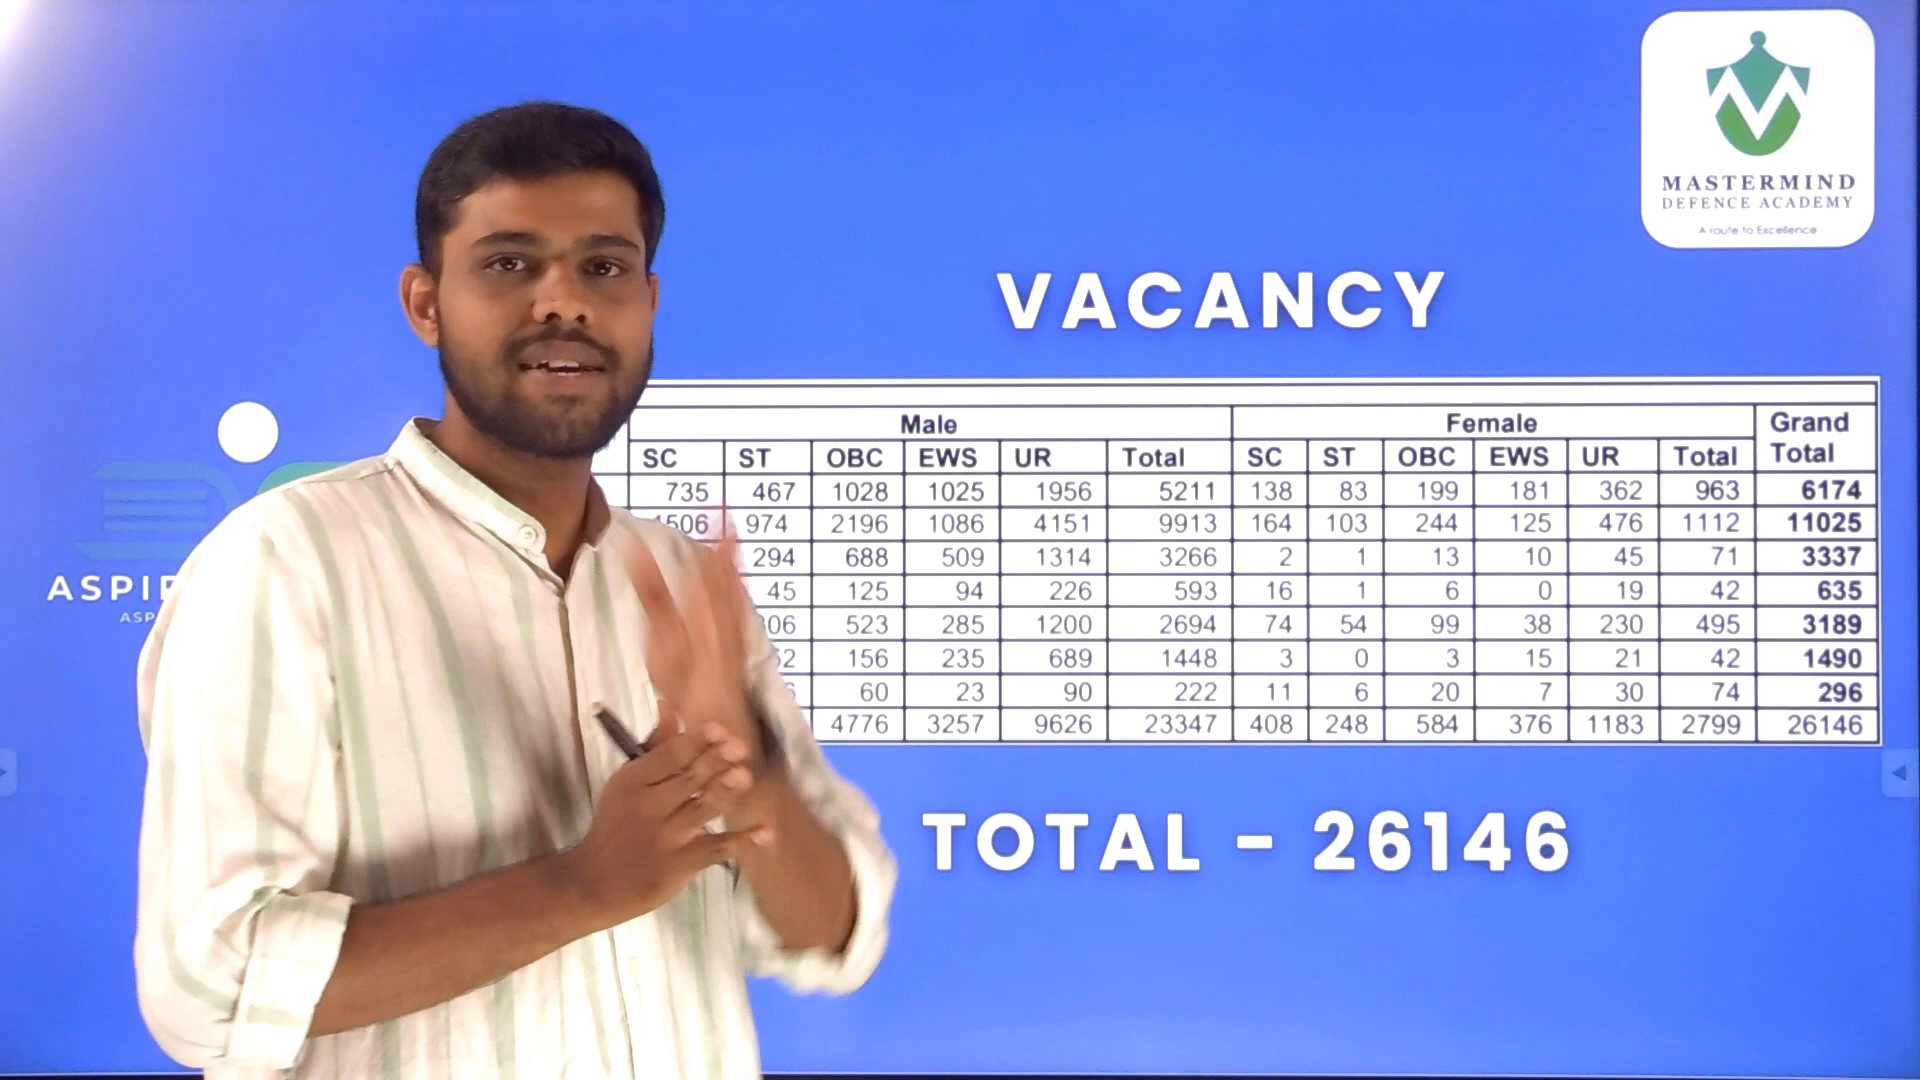 MASTERMIND
DEFENCE ACADEMY
A route to Excellence
VACANCY
Male Female Grand Total
SC ST OBC EWS UR Total SC ST OBC EWS UR Total
735 467 1028 1025 1956 5211 138 83 199 181 362 963 6174
1506 974 2196 1086 4151 9913 164 103 244 125 476 1112 11025
294 688 509 1314 3266 2 1 13 10 45 71 3337
45 125 94 226 593 16 1 6 0 19 42 635
523 285 1200 2694 74 54 99 38 230 495 3189
156 235 689 1448 3 0 3 15 21 42 1490
60 23 90 222 11 6 20 7 30 74 296
4776 3257 9626 23347 408 248 584 376 1183 2799 26146
TOTAL - 26146